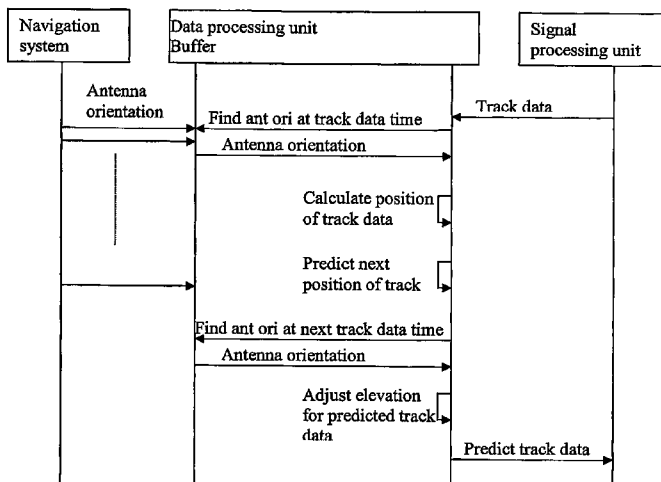 Navigation
system
Data processing unit
Buffer
Signal
processing unit
Antenna
orientation
Track data
Find ant ori at track data time
Antenna orientation
Calculate position
of track data
Predict next
position of track
Find ant ori at next track data time
Antenna orientation
Adjust elevation
for predicted track
data
Predict track data